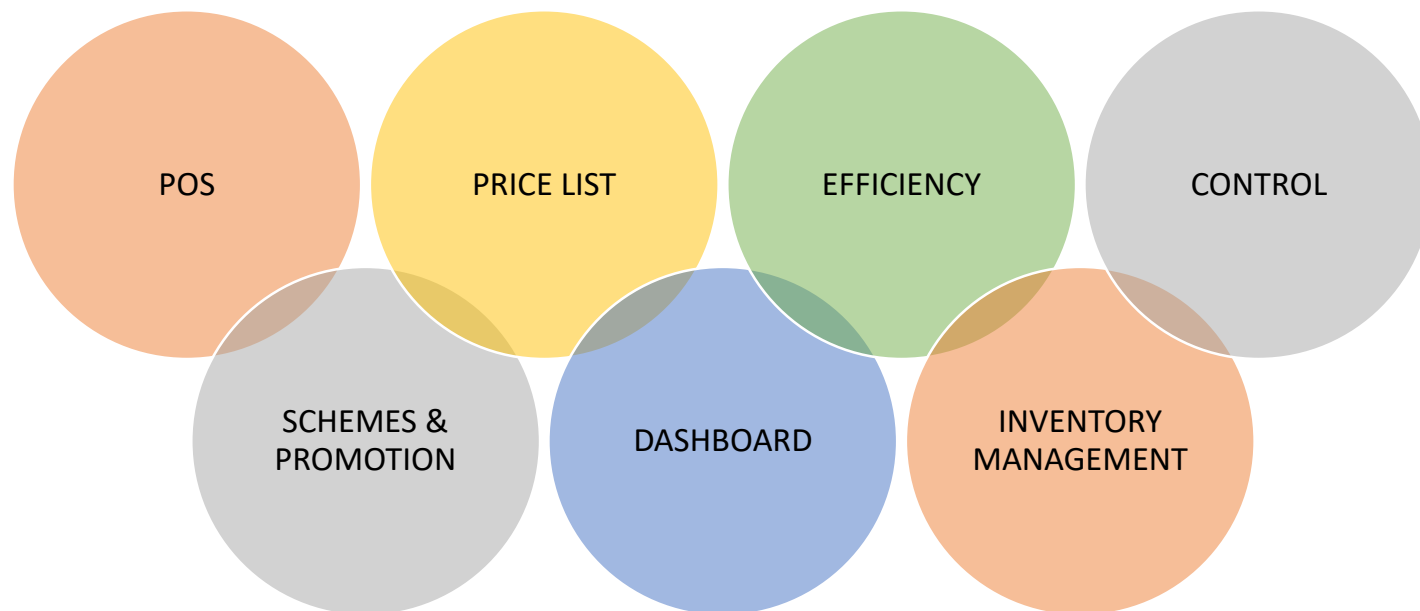 POS
PRICE LIST
EFFICIENCY
CONTROL
SCHEMES &
PROMOTION
DASHBOARD
INVENTORY
MANAGEMENT